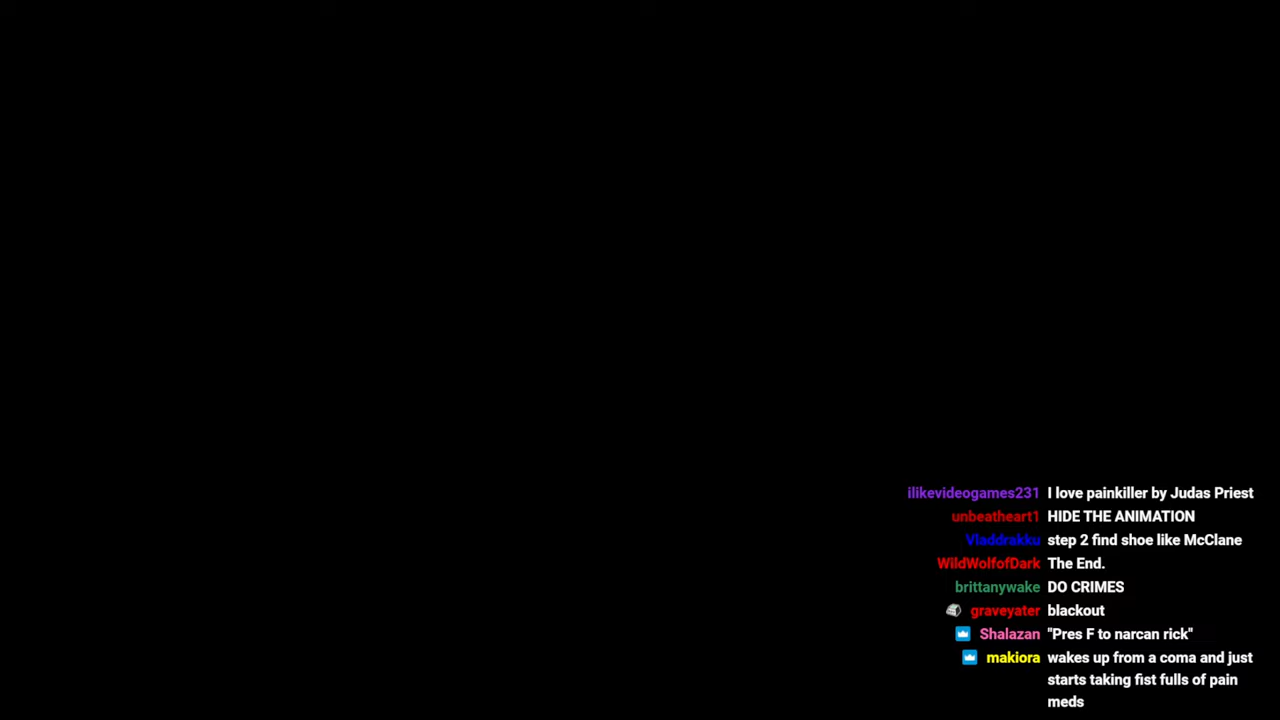 ilikevideogames231 I love painkiller by Judas Priest
unbeatheart1 HIDE THE ANIMATION
Vladdrakku step 2 find shoe like McClane
WildWolfofDark The End.
brittanywake DO CRIMES
graveyater blackout
Shalazan "Pres F to narcan rick"
makiora wakes up from a coma and just
starts taking fist fulls of pain
meds